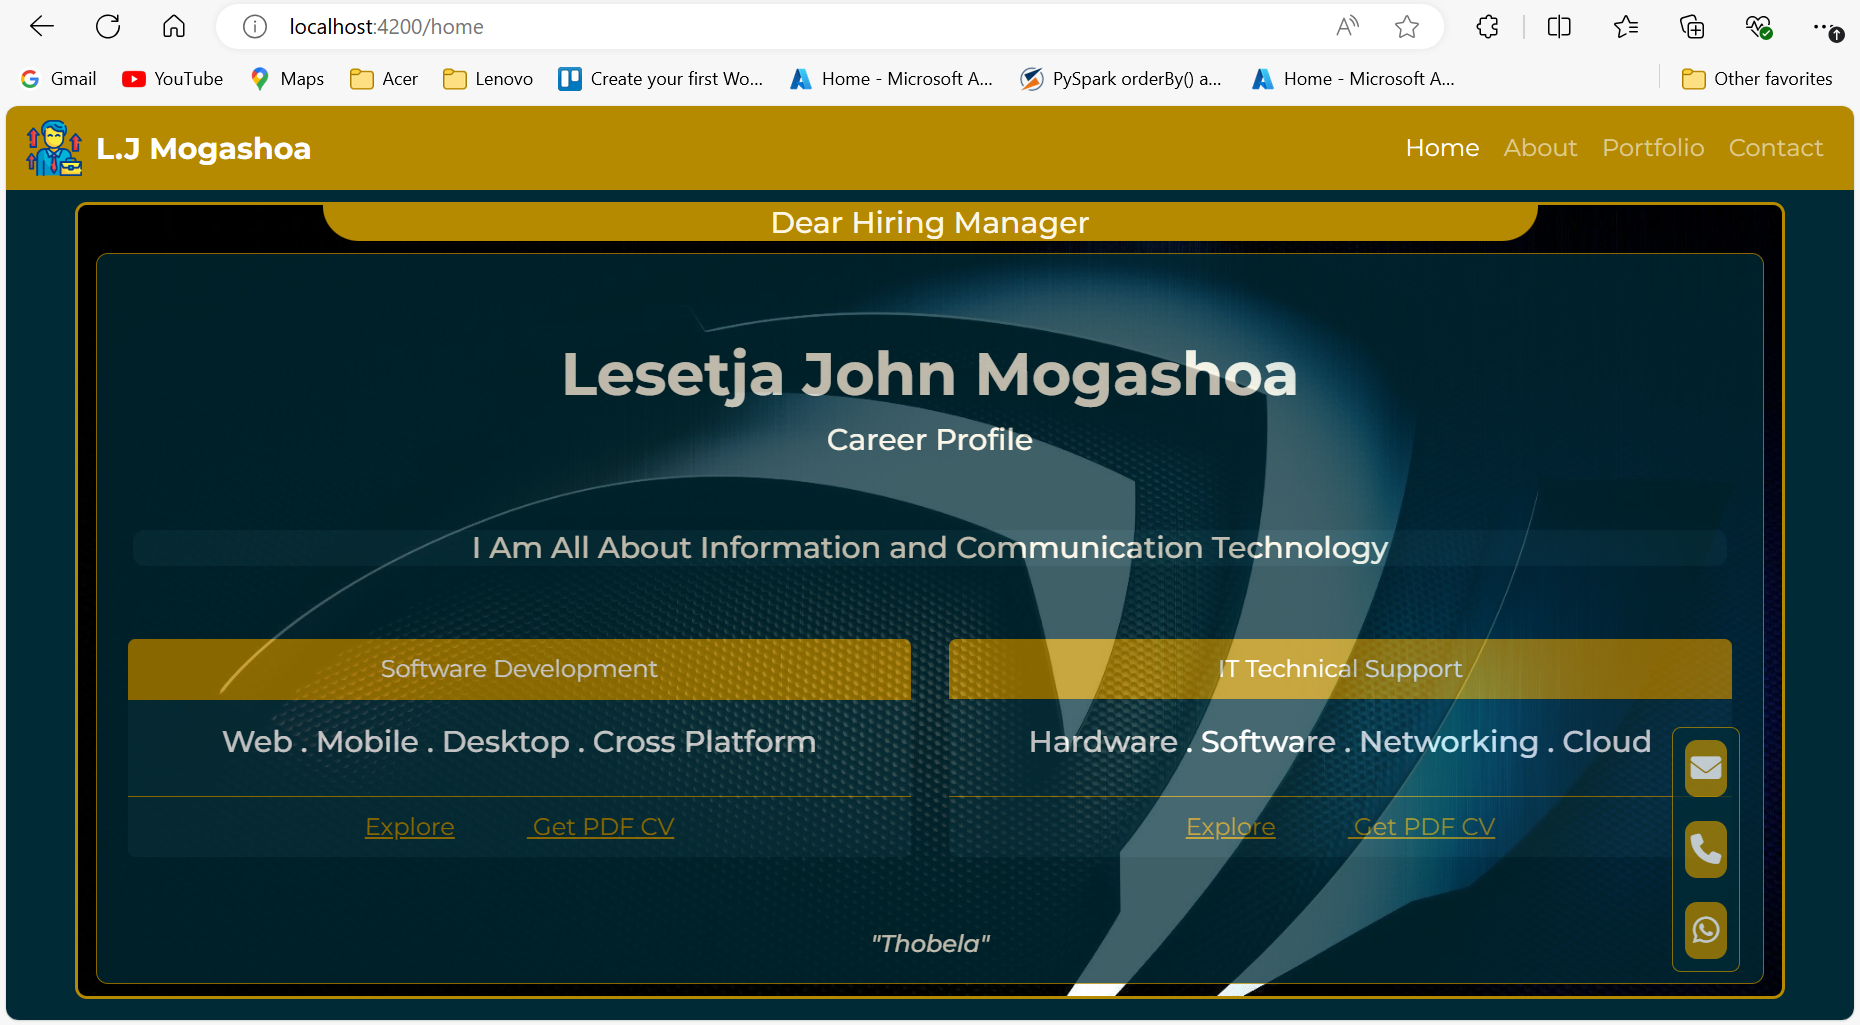 localhost:4200/home
Gmail YouTube Maps Acer Lenovo Create your first Wo... Home - Microsoft A... PySpark orderBy() a... Home - Microsoft A... Other favorites
L.J Mogashoa Home About Portfolio Contact
Dear Hiring Manager
Lesetja John Mogashoa
Career Profile
I Am All About Information and Communication Technology
Software Development IT Technical Support
Web . Mobile . Desktop . Cross Platform Hardware . Software . Networking . Cloud
Explore Get PDF CV Explore Get PDF CV
"Thobela"